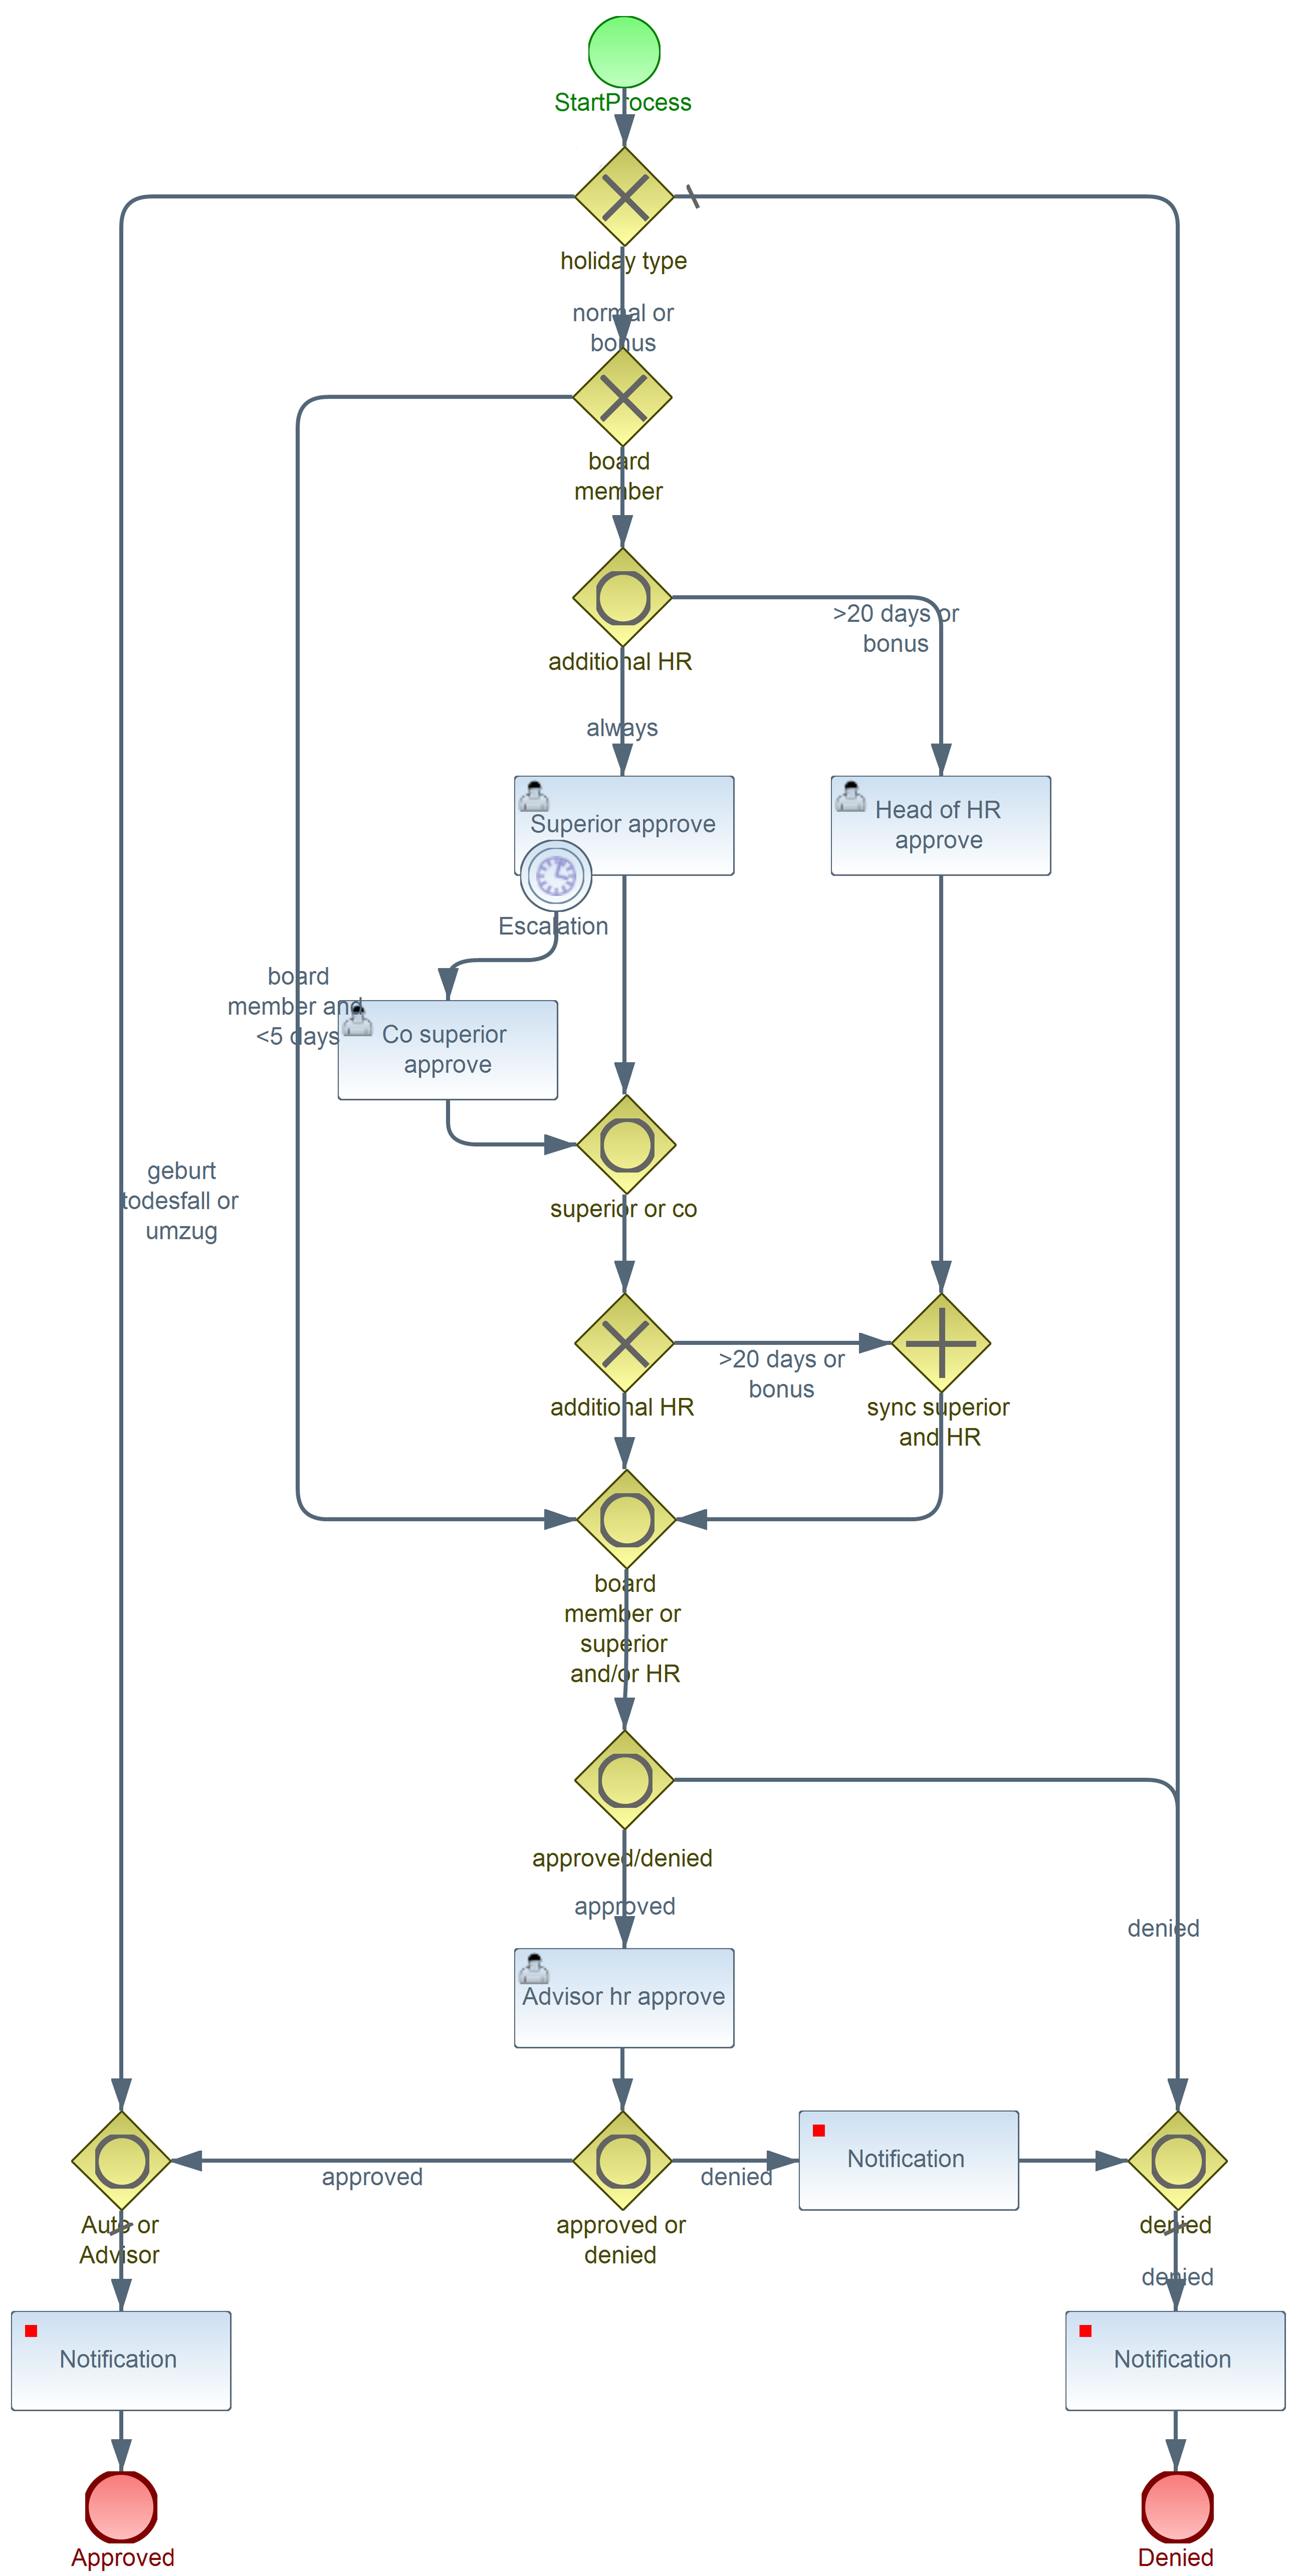 StartProcess
holiday type
normal or
bonus
board
member
additional HR
>20 days or
bonus
always
Superior approve
Head of HR
approve
Escalation
board
member and
<5 days
Co superior
approve
geburt
todesfall or
umzug
superior or co
additional HR
>20 days or
bonus
sync superior
and HR
board
member or
superior
and/or HR
approved/denied
approved
denied
Advisor hr approve
approved
denied
Notification
Auto or
Advisor
approved or
denied
denied
denied
Notification
Notification
Approved
Denied